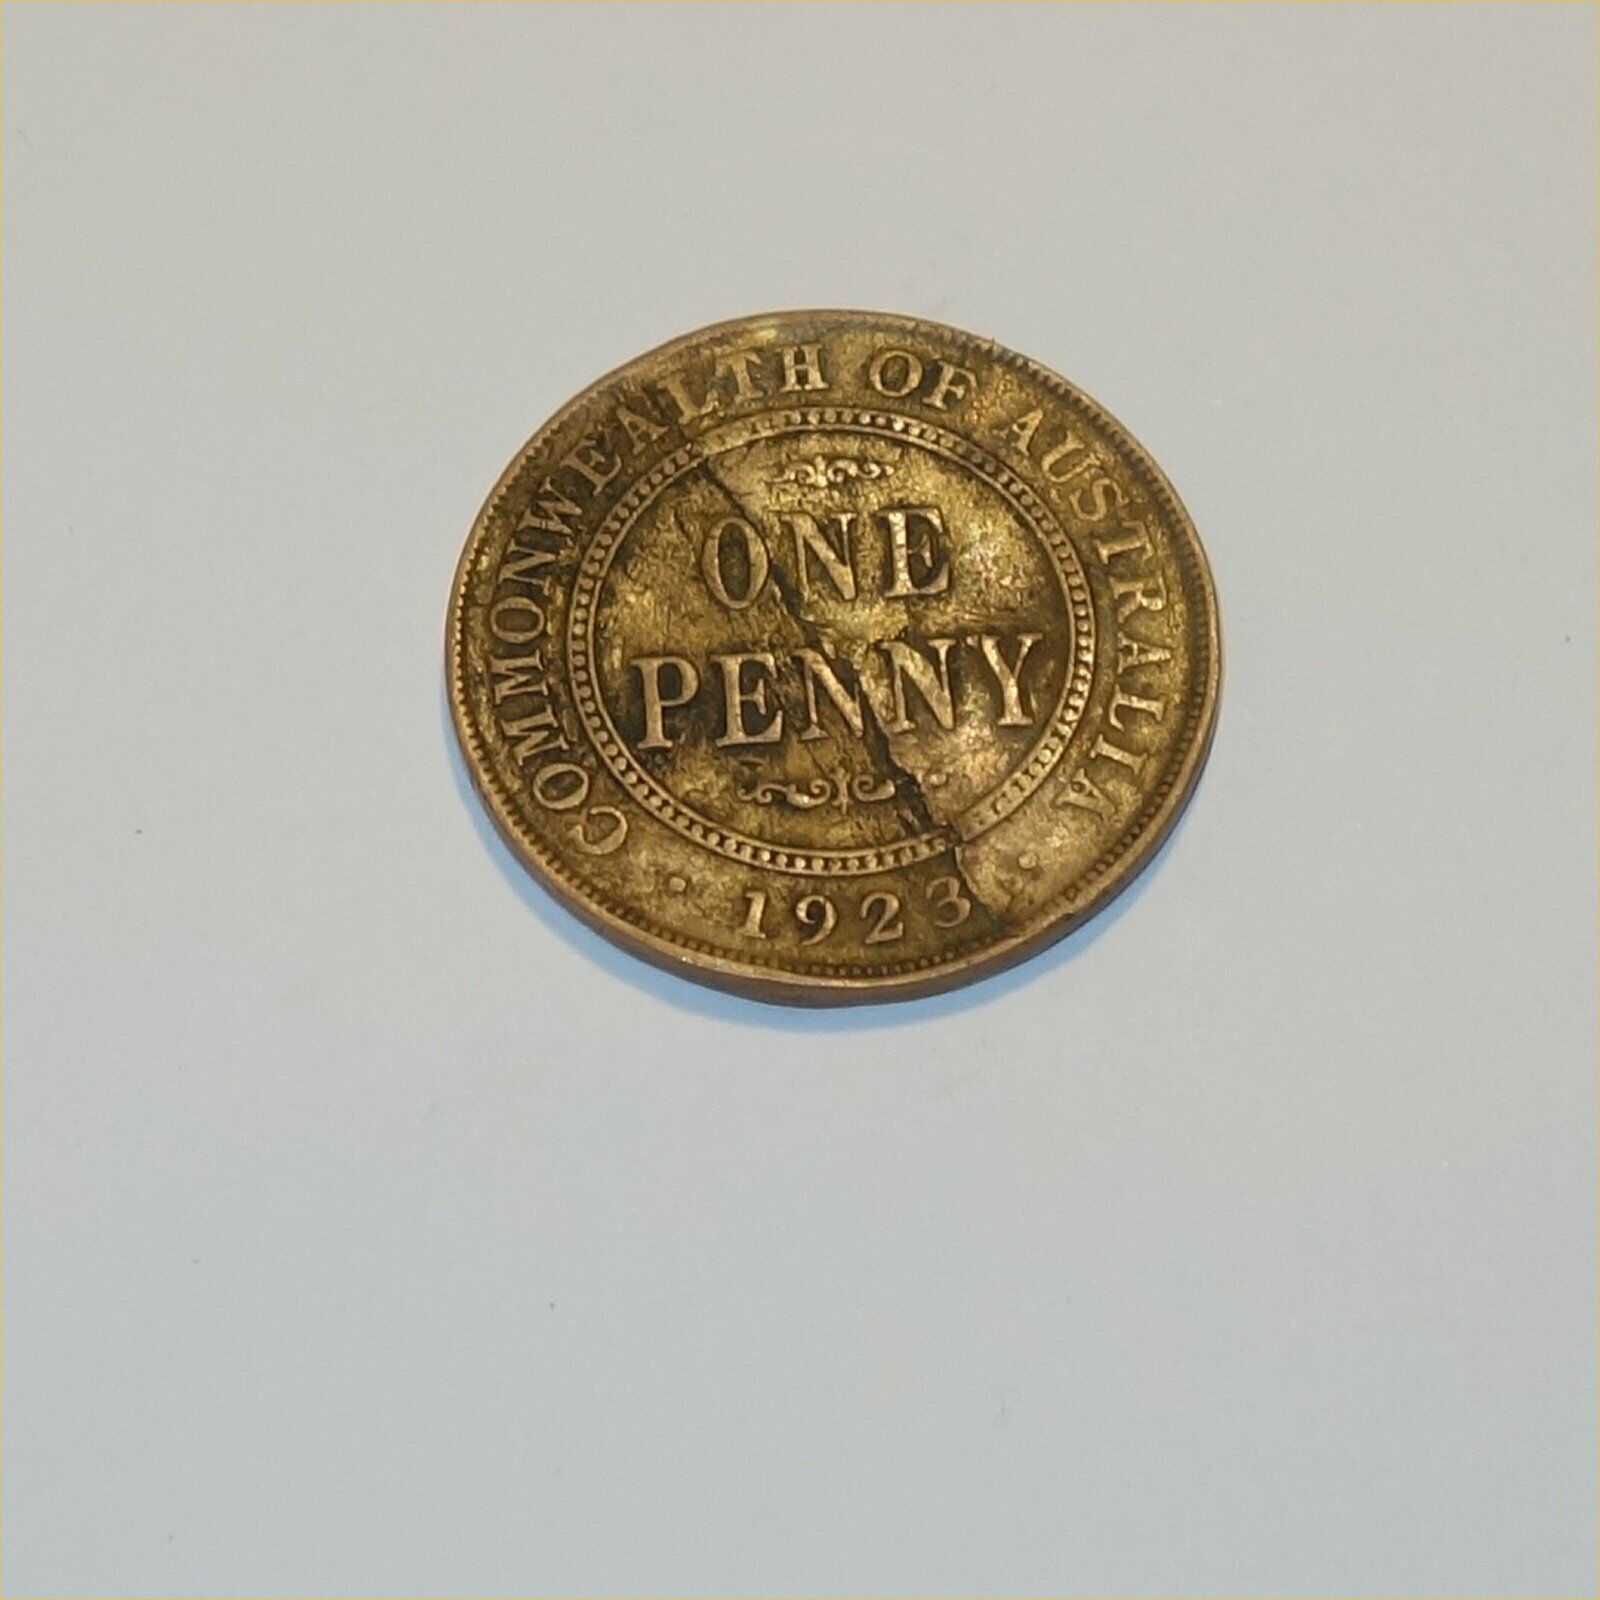 COMMONWEALTH OF AUSTRALIA
ONE
PENNY
1923